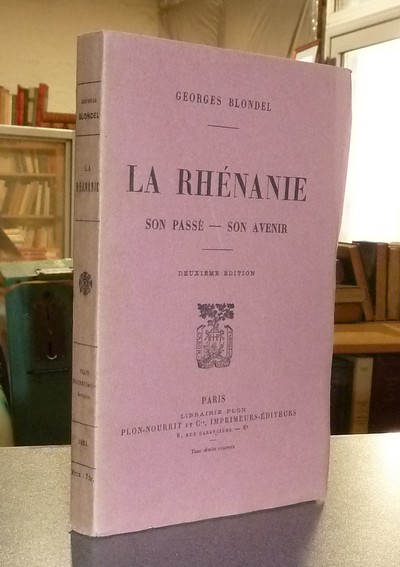 GEORGES BLONDEL
LA RHÉNANIE
SON PASSÉ — SON AVENIR
DEUXIÈME ÉDITION
PARIS
LIBRAIRIE PLON
PLON-NOURRIT ET Cie, IMPRIMEURS-ÉDITEURS
8, RUE GARANCIÈRE. — 6e
Tous droits réservés
GEORGES
BLONDEL
LA
RHÉNANIE
1921